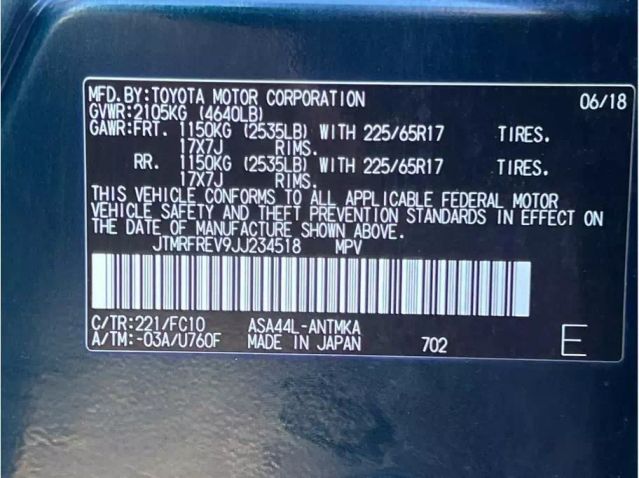 MFD.BY:TOYOTA MOTOR CORPORATION 06/18
GVWR:2105KG (4640LB)
GAWR:FRT. 1150KG (2535LB) WITH 225/65R17 TIRES.
17X7J RIMS.
RR. 1150KG (2535LB) WITH 225/65R17 TIRES.
17X7J RIMS.
THIS VEHICLE CONFORMS TO ALL APPLICABLE FEDERAL MOTOR
VEHICLE SAFETY AND THEFT PREVENTION STANDARDS IN EFFECT ON
THE DATE OF MANUFACTURE SHOWN ABOVE.
JTMRFREV9JJ234518 MPV
C/TR:221/FC10 ASA44L-ANTMKA
A/TM:-03A/U760F MADE IN JAPAN 702 E